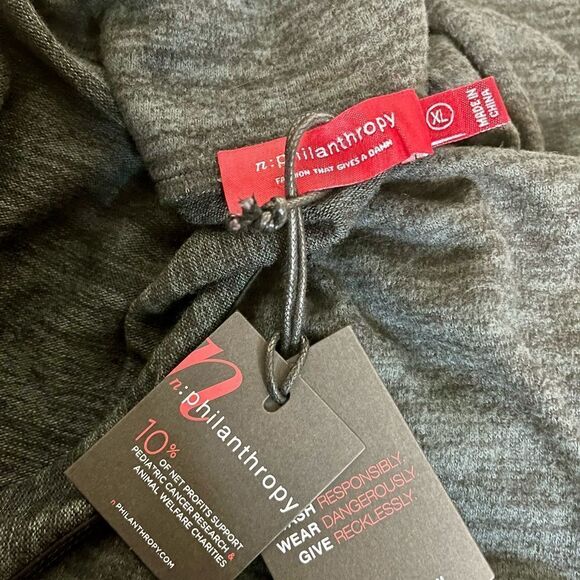 n:philanthropy
FASHION THAT GIVES A DAMN
XL
MADE IN
CHINA
n
n:philanthropy
10%
OF NET PROFITS SUPPORT
PEDIATRIC CANCER RESEARCH &
ANIMAL WELFARE CHARITIES
nPHILANTHROPY.COM
RESPONSIBLY
WEAR DANGEROUSLY
GIVE RECKLESSLY